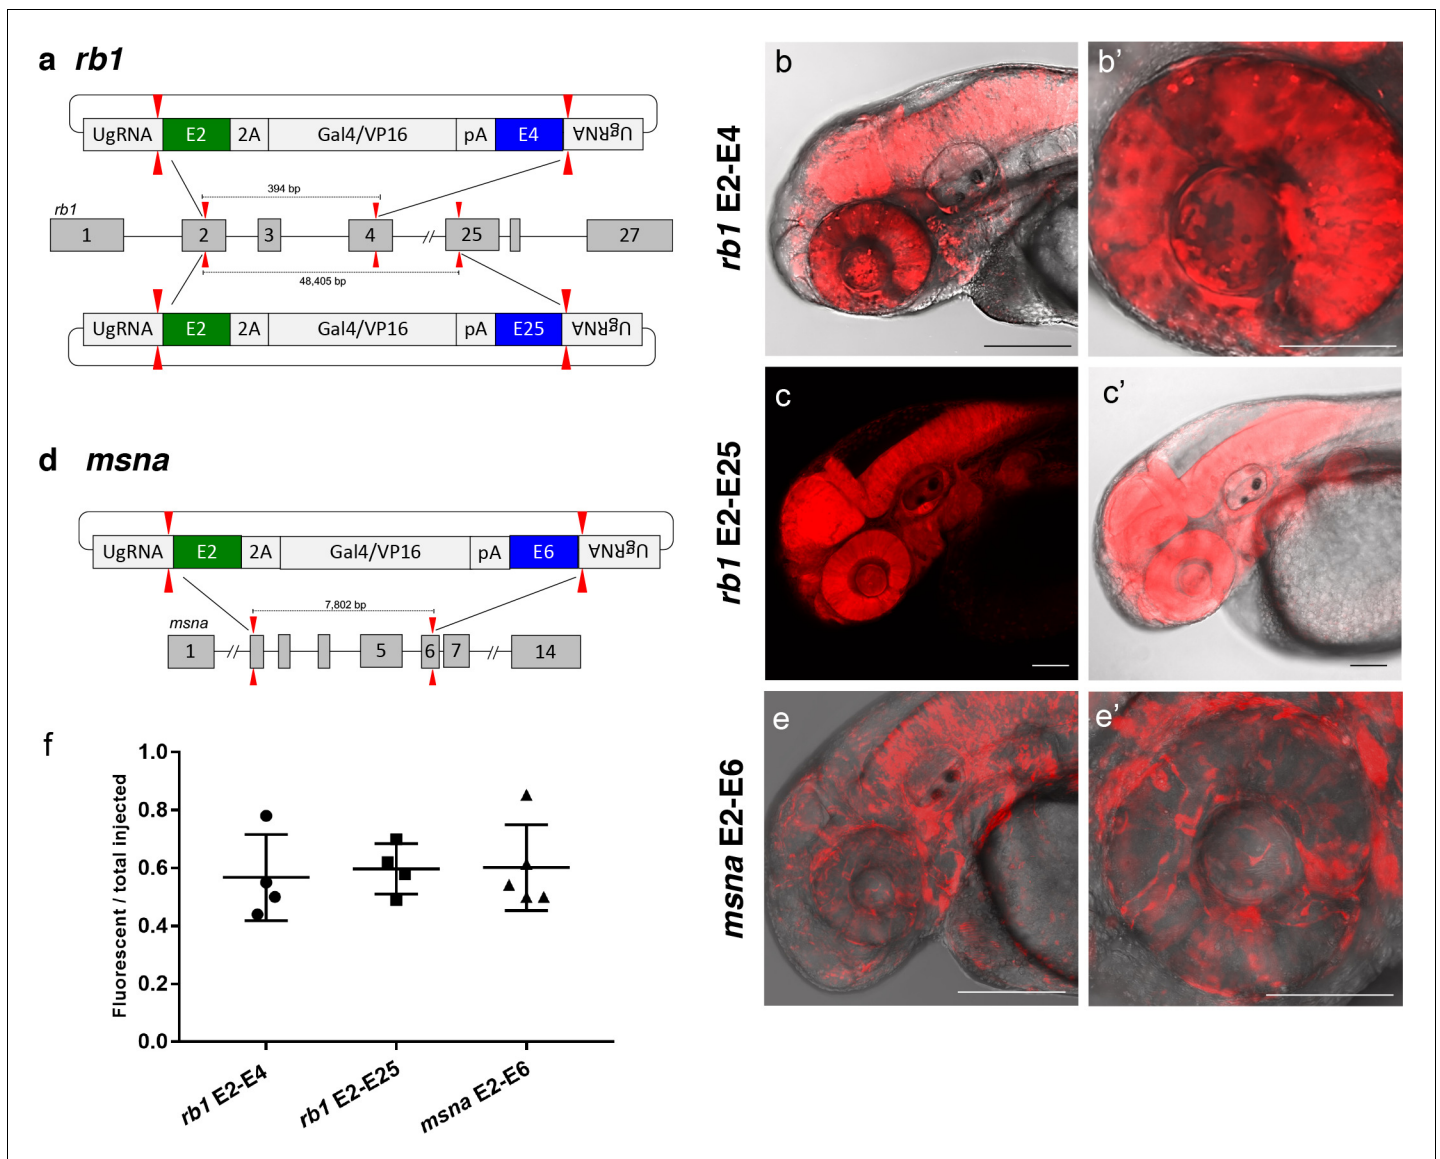 a rb1
UgRNA E2 2A Gal4/VP16 pA E4 UgRNA
394 bp
rb1
1 2 3 4 // 25 27
48,405 bp
UgRNA E2 2A Gal4/VP16 pA E25 UgRNA
d msna
UgRNA E2 2A Gal4/VP16 pA E6 UgRNA
7,802 bp
msna
1 // 5 6 7 // 14
f
Fluorescent / total injected
1.0
0.8
0.6
0.4
0.2
0.0
rb1 E2-E4
rb1 E2-E25
msna E2-E6
rb1 E2-E4
b
b’
rb1 E2-E25
c
c’
msna E2-E6
e
e’